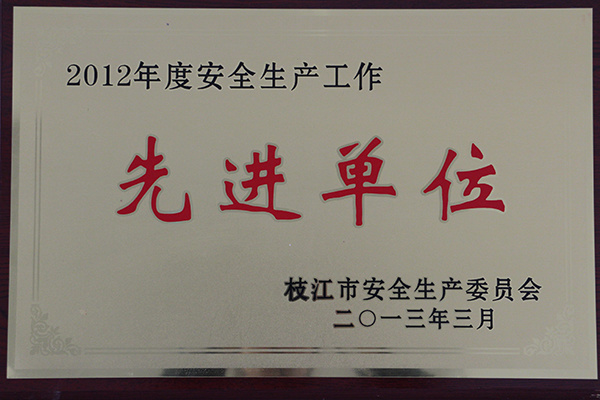 2012年度安全生产工作
先进单位
枝江市安全生产委员会
二〇一三年三月